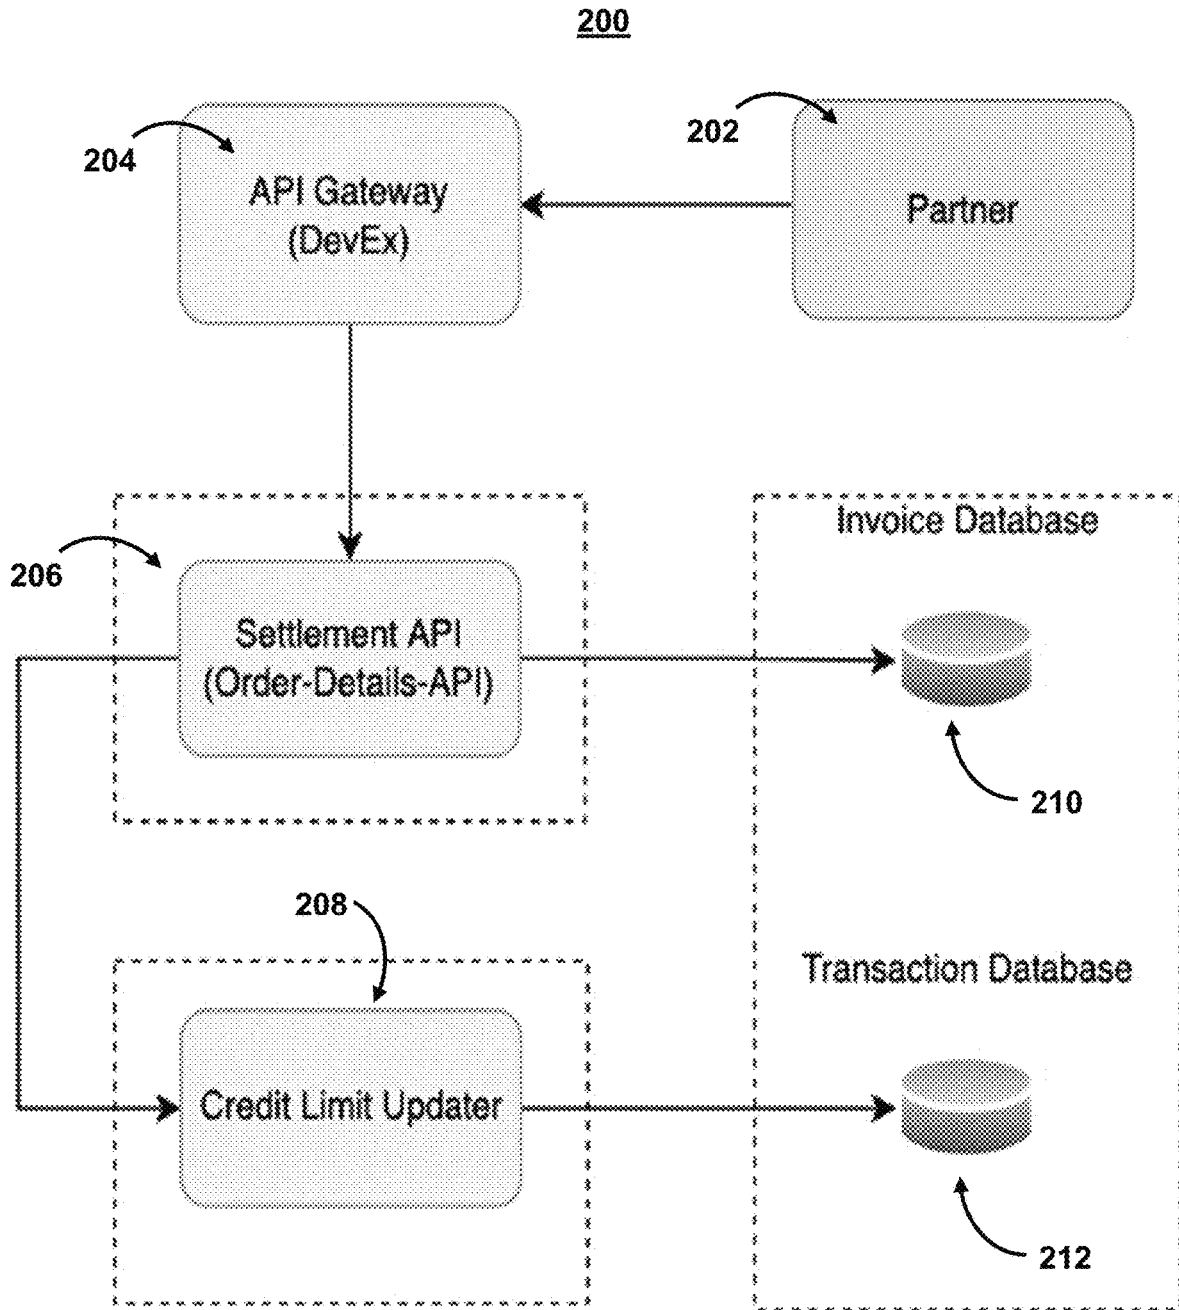 200
204
API Gateway
(DevEx)
202
Partner
206
Settlement API
(Order-Details-API)
Invoice Database
210
208
Credit Limit Updater
Transaction Database
212